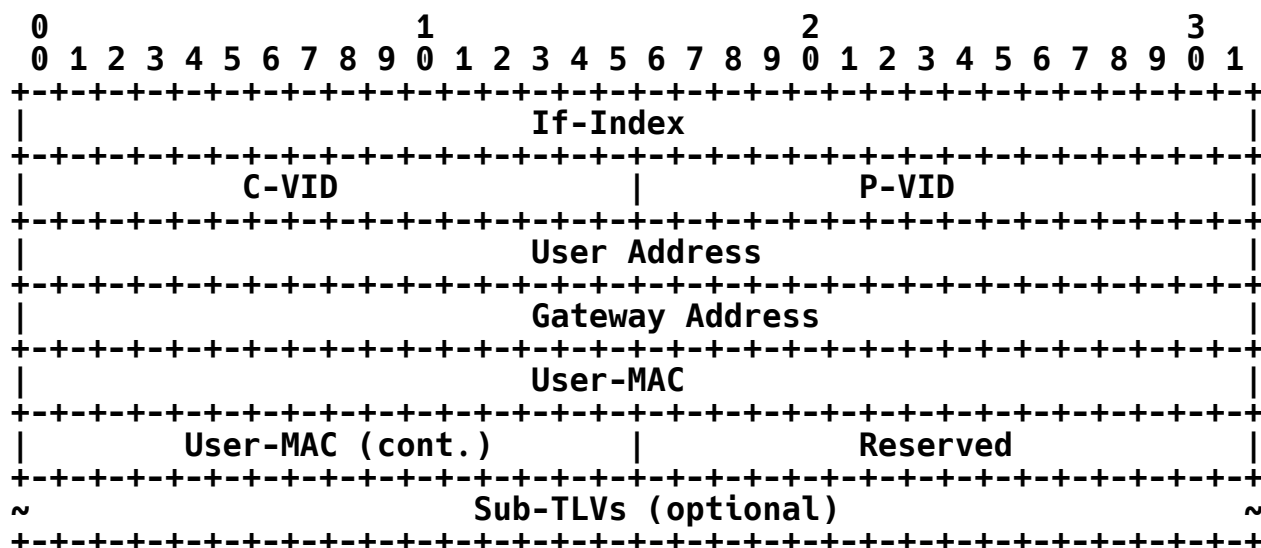 0                   1                   2                   3
 0 1 2 3 4 5 6 7 8 9 0 1 2 3 4 5 6 7 8 9 0 1 2 3 4 5 6 7 8 9 0 1
+-+-+-+-+-+-+-+-+-+-+-+-+-+-+-+-+-+-+-+-+-+-+-+-+-+-+-+-+-+-+-+-+
|                          If-Index                             |
+-+-+-+-+-+-+-+-+-+-+-+-+-+-+-+-+-+-+-+-+-+-+-+-+-+-+-+-+-+-+-+-+
|           C-VID               |           P-VID               |
+-+-+-+-+-+-+-+-+-+-+-+-+-+-+-+-+-+-+-+-+-+-+-+-+-+-+-+-+-+-+-+-+
|                          User Address                         |
+-+-+-+-+-+-+-+-+-+-+-+-+-+-+-+-+-+-+-+-+-+-+-+-+-+-+-+-+-+-+-+-+
|                          Gateway Address                      |
+-+-+-+-+-+-+-+-+-+-+-+-+-+-+-+-+-+-+-+-+-+-+-+-+-+-+-+-+-+-+-+-+
|                          User-MAC                             |
+-+-+-+-+-+-+-+-+-+-+-+-+-+-+-+-+-+-+-+-+-+-+-+-+-+-+-+-+-+-+-+-+
|        User-MAC (cont.)       |           Reserved            |
+-+-+-+-+-+-+-+-+-+-+-+-+-+-+-+-+-+-+-+-+-+-+-+-+-+-+-+-+-+-+-+-+
~                       Sub-TLVs (optional)                     ~
+-+-+-+-+-+-+-+-+-+-+-+-+-+-+-+-+-+-+-+-+-+-+-+-+-+-+-+-+-+-+-+-+